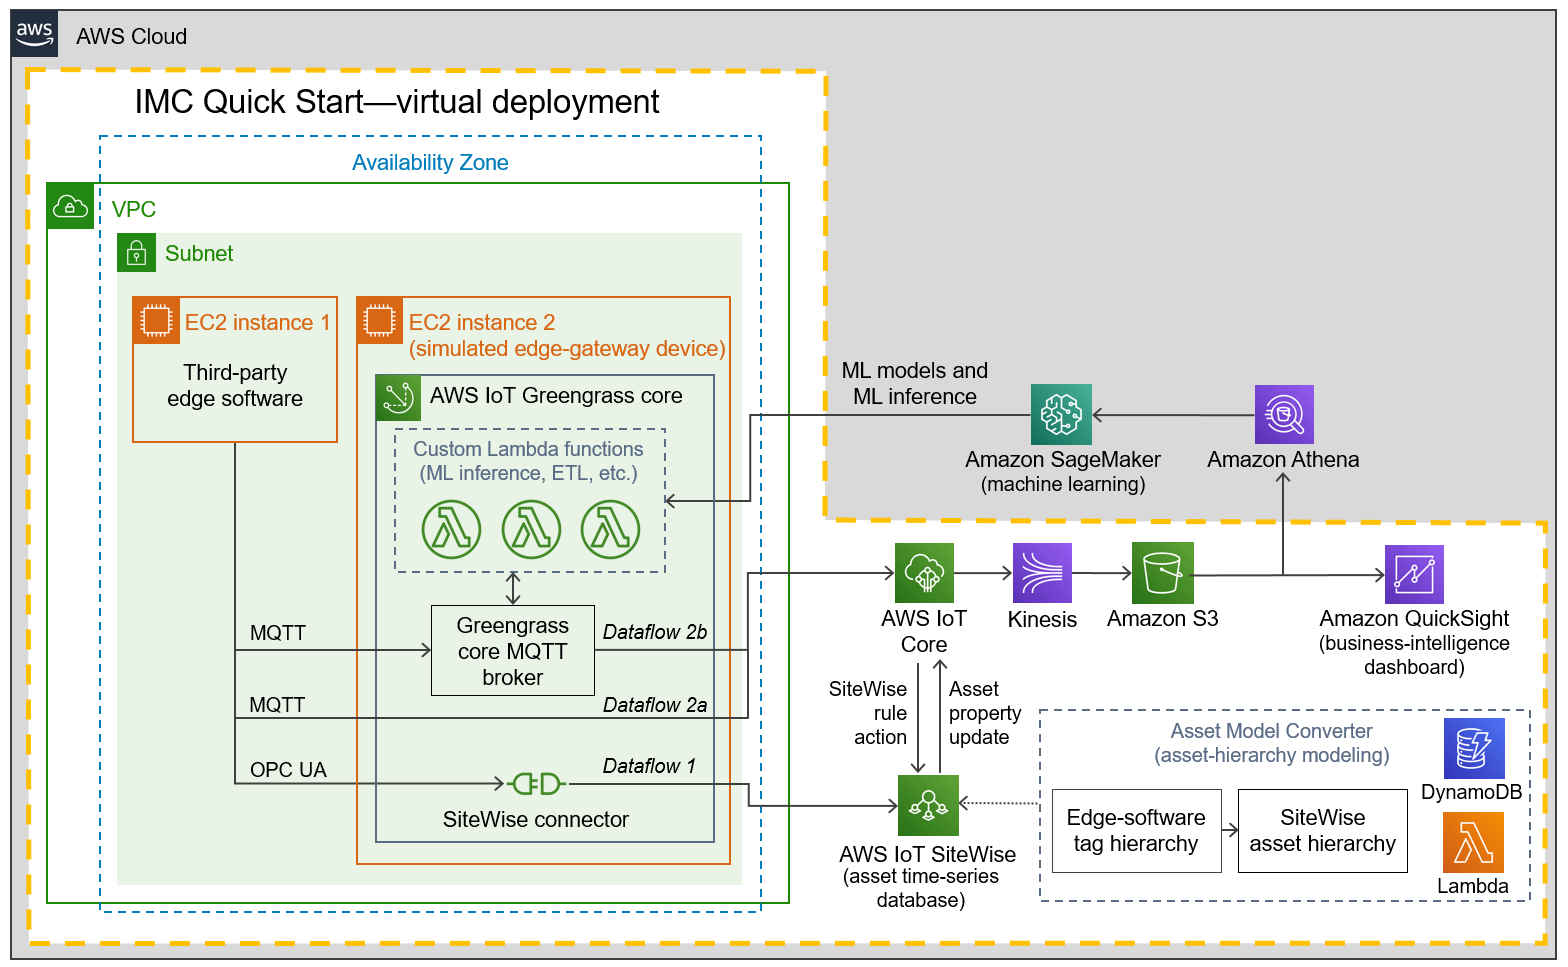 aws
AWS Cloud
IMC Quick Start—virtual deployment
Availability Zone
VPC
Subnet
EC2 instance 1
Third-party
edge software
EC2 instance 2
(simulated edge-gateway device)
AWS IoT Greengrass core
Custom Lambda functions
(ML inference, ETL, etc.)
Greengrass
core MQTT
broker
MQTT
MQTT
OPC UA
Dataflow 2b
Dataflow 2a
Dataflow 1
SiteWise connector
ML models and
ML inference
Amazon SageMaker
(machine learning)
Amazon Athena
AWS IoT
Core
Kinesis
Amazon S3
Amazon QuickSight
(business-intelligence
dashboard)
SiteWise
rule
action
Asset
property
update
AWS IoT SiteWise
(asset time-series
database)
Asset Model Converter
(asset-hierarchy modeling)
Edge-software
tag hierarchy
SiteWise
asset hierarchy
DynamoDB
Lambda